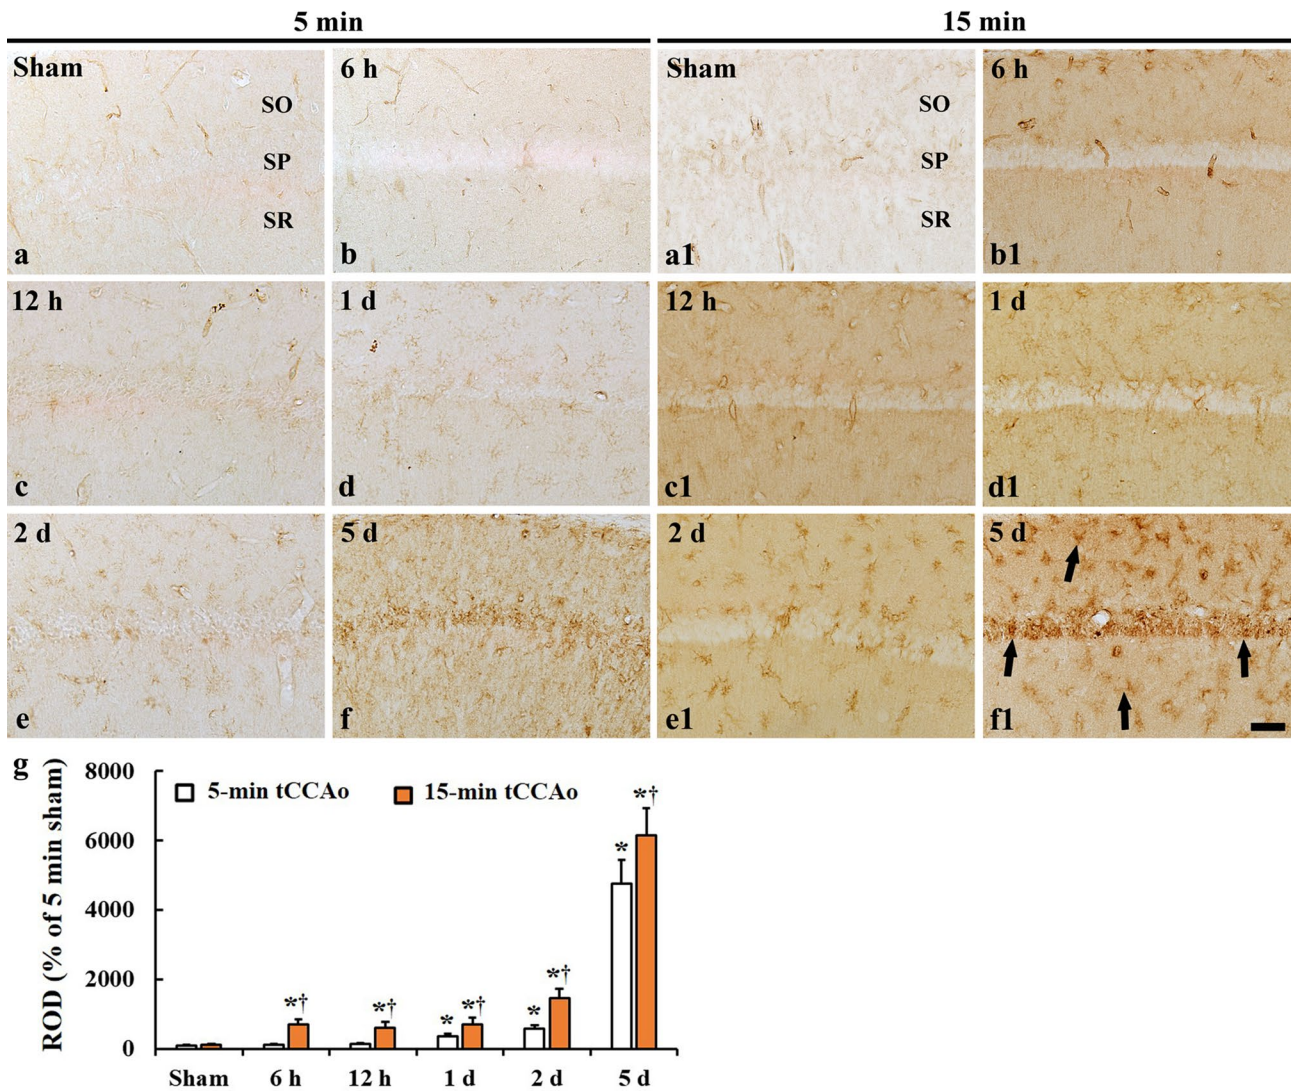 5 min 15 min
Sham 6 h Sham 6 h
SO SO
SP SP
SR SR
a b a1 b1
12 h 1 d 12 h 1 d
c d c1 d1
2 d 5 d 2 d 5 d
e f e1 f1
g
8000
5-min tCCAo 15-min tCCAo
*†
6000
*
4000
2000
*† *† * *† * *†
0
Sham 6 h 12 h 1 d 2 d 5 d
ROD (% of 5 min sham)